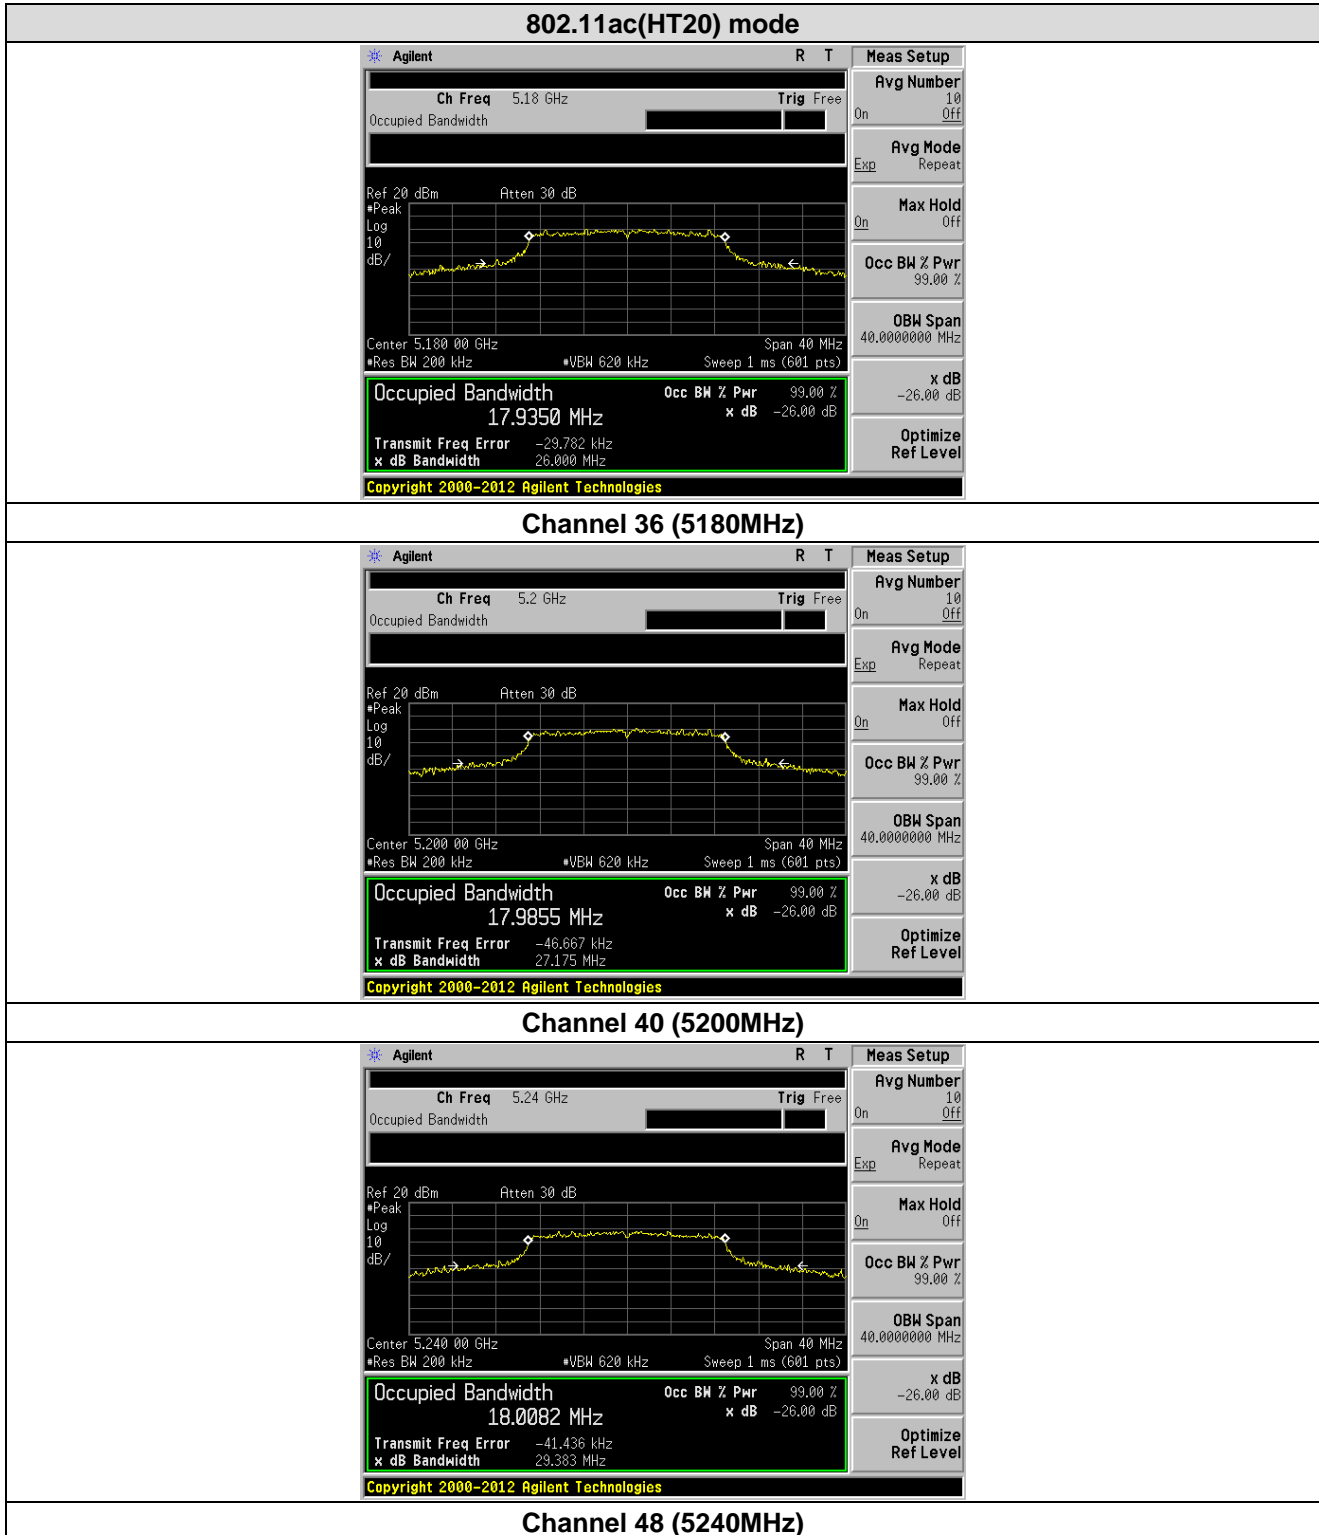 802.11ac(HT20) mode
Agilent R T Meas Setup
Avg Number
10
On Off
Ch Freq 5.18 GHz Trig Free
Occupied Bandwidth
Avg Mode
Exp Repeat
Max Hold
On Off
Occ BW % Pwr
99.00 %
OBW Span
40.0000000 MHz
x dB
-26.00 dB
Optimize
Ref Level
Ref 20 dBm Atten 30 dB
#Peak
Log
10
dB/
Center 5.180 00 GHz Span 40 MHz
#Res BW 200 kHz #VBW 620 kHz Sweep 1 ms (601 pts)
Occupied Bandwidth Occ BW % Pwr 99.00 %
17.9350 MHz x dB -26.00 dB
Transmit Freq Error -29.782 kHz
x dB Bandwidth 26.000 MHz
Copyright 2000-2012 Agilent Technologies
Channel 36 (5180MHz)
Agilent R T Meas Setup
Avg Number
10
On Off
Ch Freq 5.2 GHz Trig Free
Occupied Bandwidth
Avg Mode
Exp Repeat
Max Hold
On Off
Occ BW % Pwr
99.00 %
OBW Span
40.0000000 MHz
x dB
-26.00 dB
Optimize
Ref Level
Ref 20 dBm Atten 30 dB
#Peak
Log
10
dB/
Center 5.200 00 GHz Span 40 MHz
#Res BW 200 kHz #VBW 620 kHz Sweep 1 ms (601 pts)
Occupied Bandwidth Occ BW % Pwr 99.00 %
17.9855 MHz x dB -26.00 dB
Transmit Freq Error -46.667 kHz
x dB Bandwidth 27.175 MHz
Copyright 2000-2012 Agilent Technologies
Channel 40 (5200MHz)
Agilent R T Meas Setup
Avg Number
10
On Off
Ch Freq 5.24 GHz Trig Free
Occupied Bandwidth
Avg Mode
Exp Repeat
Max Hold
On Off
Occ BW % Pwr
99.00 %
OBW Span
40.0000000 MHz
x dB
-26.00 dB
Optimize
Ref Level
Ref 20 dBm Atten 30 dB
#Peak
Log
10
dB/
Center 5.240 00 GHz Span 40 MHz
#Res BW 200 kHz #VBW 620 kHz Sweep 1 ms (601 pts)
Occupied Bandwidth Occ BW % Pwr 99.00 %
18.0082 MHz x dB -26.00 dB
Transmit Freq Error -41.436 kHz
x dB Bandwidth 29.383 MHz
Copyright 2000-2012 Agilent Technologies
Channel 48 (5240MHz)